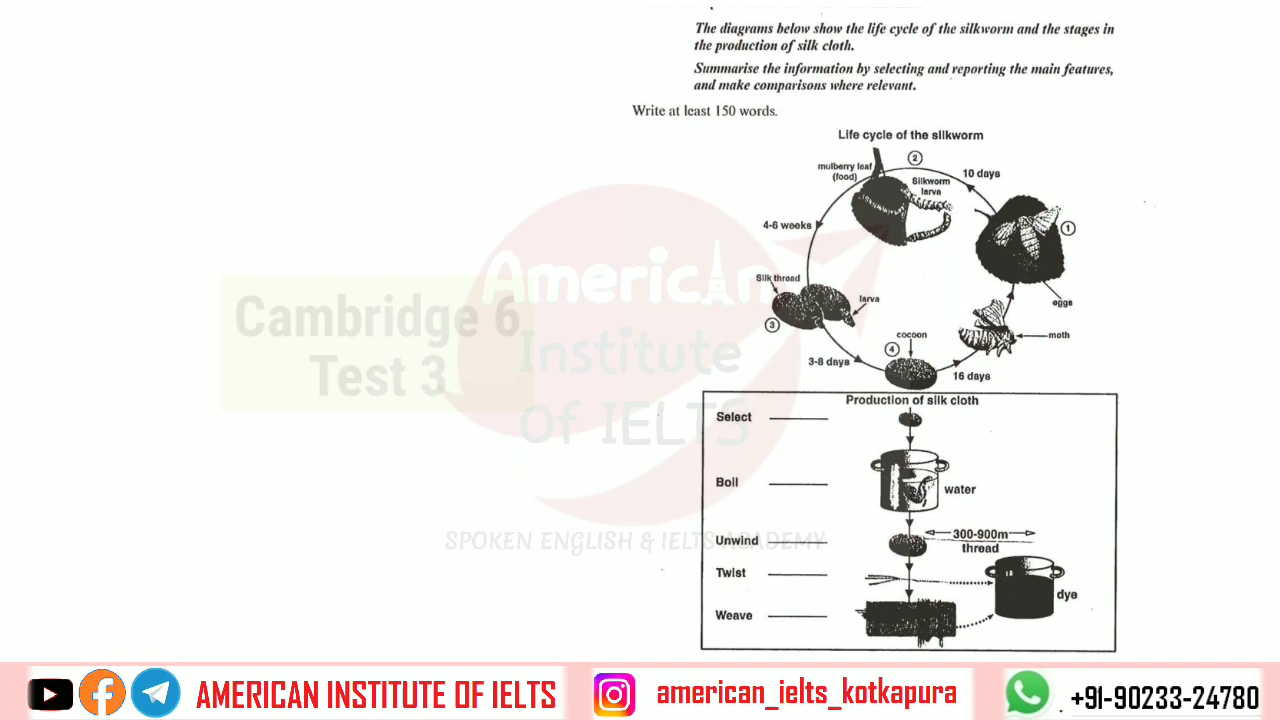 The diagrams below show the life cycle of the silkworm and the stages in
the production of silk cloth.
Summarise the information by selecting and reporting the main features,
and make comparisons where relevant.
Write at least 150 words.
Life cycle of the silkworm
2
mulberry leaf
(food)
Silkworm
larva
10 days
4-6 weeks
1
Silk thread
larva
eggs
3
cocoon
4
moth
3-8 days
16 days
Cambridge 6
Test 3
American
Institute
Of IELTS
SPOKEN ENGLISH & IELTS ACADEMY
Production of silk cloth
Select
Boil
water
Unwind
300-900m
thread
Twist
dye
Weave
AMERICAN INSTITUTE OF IELTS
american_ielts_kotkapura
+91-90233-24780